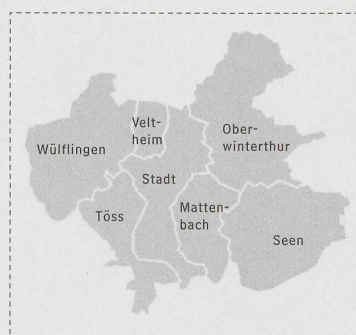 Velt-
heim
Ober-
winterthur
Wülflingen
Stadt
Töss
Matten-
bach
Seen